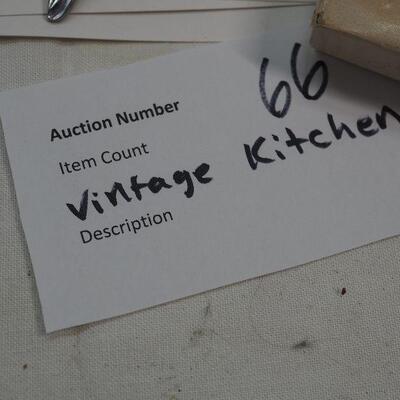 Auction Number 66
Item Count
Vintage Kitchen
Description